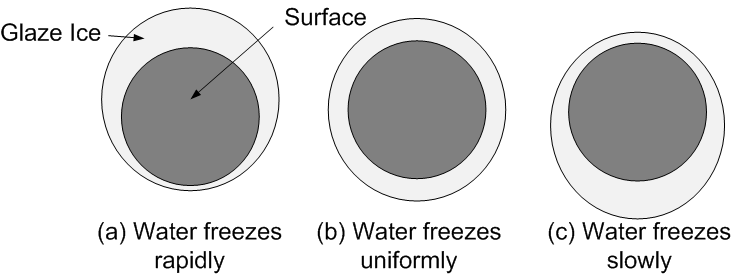 Glaze Ice
Surface
(a) Water freezes
rapidly
(b) Water freezes
uniformly
(c) Water freezes
slowly